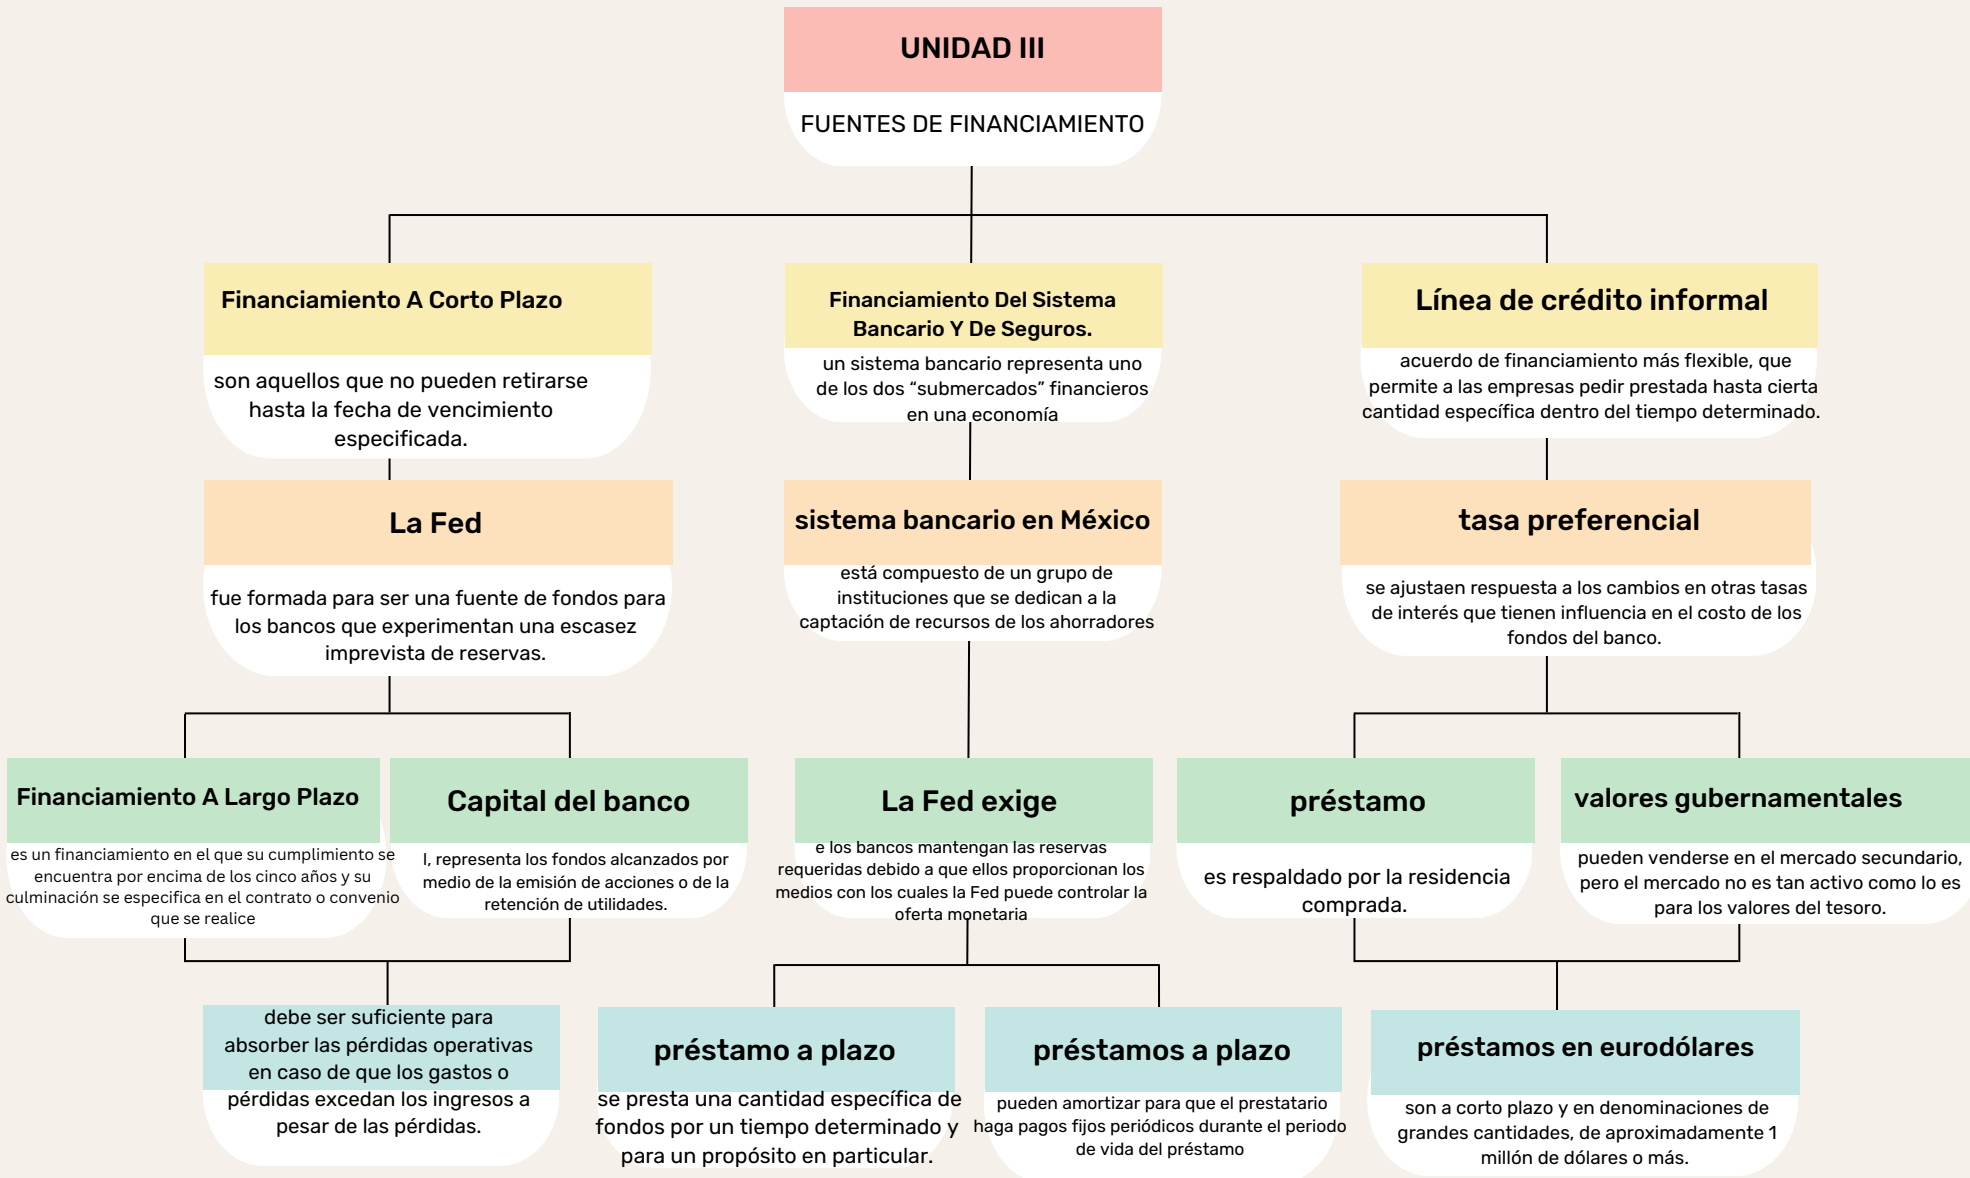 UNIDAD III
FUENTES DE FINANCIAMIENTO
Financiamiento A Corto Plazo
son aquellos que no pueden retirarse
hasta la fecha de vencimiento
especificada.
Financiamiento Del Sistema
Bancario Y De Seguros.
un sistema bancario representa uno
de los dos “submercados” financieros
en una economía
Línea de crédito informal
acuerdo de financiamiento más flexible, que
permite a las empresas pedir prestada hasta cierta
cantidad específica dentro del tiempo determinado.
La Fed
fue formada para ser una fuente de fondos para
los bancos que experimentan una escasez
imprevista de reservas.
sistema bancario en México
está compuesto de un grupo de
instituciones que se dedican a la
captación de recursos de los ahorradores
tasa preferencial
se ajustaen respuesta a los cambios en otras tasas
de interés que tienen influencia en el costo de los
fondos del banco.
Financiamiento A Largo Plazo
es un financiamiento en el que su cumplimiento se
encuentra por encima de los cinco años y su
culminación se especifica en el contrato o convenio
que se realice
Capital del banco
l, representa los fondos alcanzados por
medio de la emisión de acciones o de la
retención de utilidades.
La Fed exige
e los bancos mantengan las reservas
requeridas debido a que ellos proporcionan los
medios con los cuales la Fed puede controlar la
oferta monetaria
préstamo
es respaldado por la residencia
comprada.
valores gubernamentales
pueden venderse en el mercado secundario,
pero el mercado no es tan activo como lo es
para los valores del tesoro.
debe ser suficiente para
absorber las pérdidas operativas
en caso de que los gastos o
pérdidas excedan los ingresos a
pesar de las pérdidas.
préstamo a plazo
se presta una cantidad específica de
fondos por un tiempo determinado y
para un propósito en particular.
préstamos a plazo
pueden amortizar para que el prestatario
haga pagos fijos periódicos durante el periodo
de vida del préstamo
préstamos en eurodólares
son a corto plazo y en denominaciones de
grandes cantidades, de aproximadamente 1
millón de dólares o más.